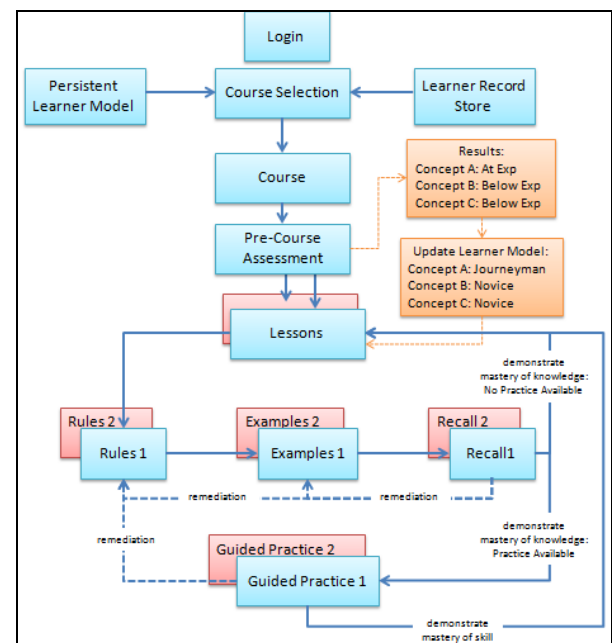 Login
Persistent
Learner Model
Course Selection
Learner Record
Store
Course
Results:
Concept A: At Exp
Concept B: Below Exp
Concept C: Below Exp
Pre-Course
Assessment
Update Learner Model:
Concept A: Journeyman
Concept B: Novice
Concept C: Novice
Lessons
demonstrate
mastery of knowledge:
No Practice Available
Rules 2
Examples 2
Recall 2
Rules 1
Examples 1
Recall1
remediation
remediation
remediation
demonstrate
mastery of knowledge:
Practice Available
Guided Practice 2
Guided Practice 1
demonstrate
mastery of skill